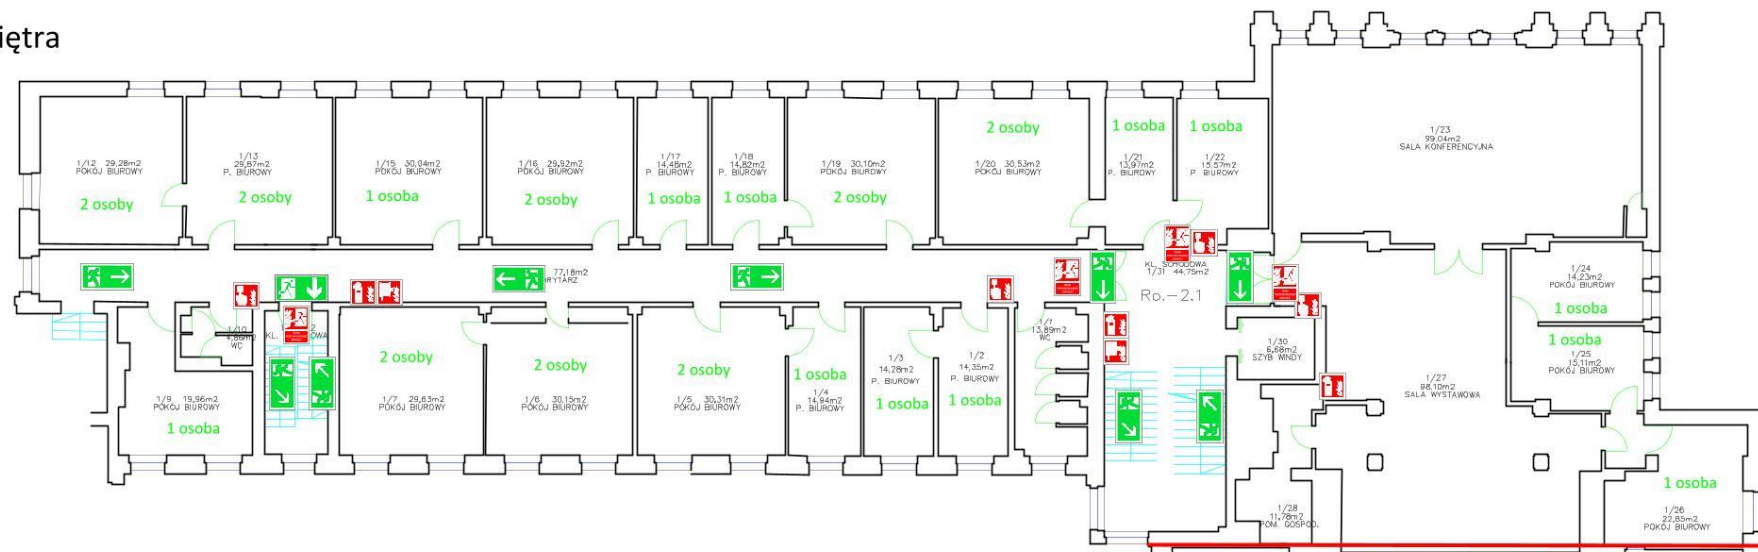 iętra
1/12 29,28m2
POKÓJ BIUROWY
2 osoby
1/13
29,87m2
P. BIUROWY
2 osoby
1/15 30,04m2
POKÓJ BIUROWY
1 osoba
1/16 29,92m2
POKÓJ BIUROWY
2 osoby
1/17
14,48m2
P. BIUROWY
1 osoba
1/18
14,82m2
P. BIUROWY
1 osoba
1/19 30,10m2
POKÓJ BIUROWY
2 osoby
2 osoby
1/20 30,53m2
POKÓJ BIUROWY
1 osoba
1/21
13,97m2
P. BIUROWY
1 osoba
1/22
15,57m2
P. BIUROWY
1/23
99,04m2
SALA KONFERENCYJNA
77,18m2
RYTARZ
KL. SCHODOWA
1/31 44,75m2
Ro.-2.1
1/24
14,23m2
POKÓJ BIUROWY
1 osoba
1 osoba
1/25
15,11m2
POKÓJ BIUROWY
1/10
4,86m2
WC
KL.
OWA
1/9 19,96m2
POKÓJ BIUROWY
1 osoba
2 osoby
1/7 29,83m2
POKÓJ BIUROWY
2 osoby
1/6 30,15m2
POKÓJ BIUROWY
2 osoby
1/5 30,31m2
POKÓJ BIUROWY
1 osoba
1/4
14,94m2
P. BIUROWY
1/3
14,28m2
P. BIUROWY
1 osoba
1/2
14,35m2
P. BIUROWY
1 osoba
1/1
13,89m2
WC
1/30
6,68m2
SZYB WINDY
1/27
98,10m2
SALA WYSTAWOWA
1/28
11,78m2
POM. GOSPOD.
1 osoba
1/26
22,85m2
POKÓJ BIUROWY